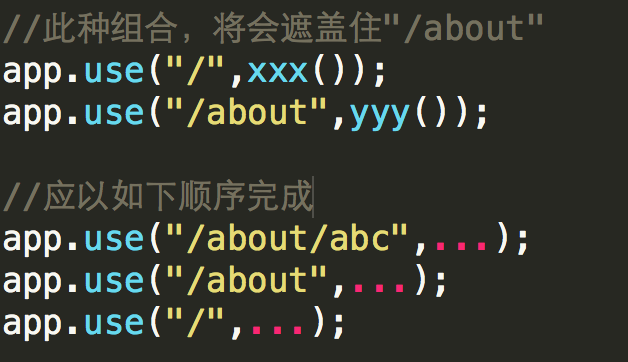 //此种组合，将会遮盖住"/about"
app.use("/",xxx());
app.use("/about",yyy());
//应以如下顺序完成
app.use("/about/abc",...);
app.use("/about",...);
app.use("/",...);